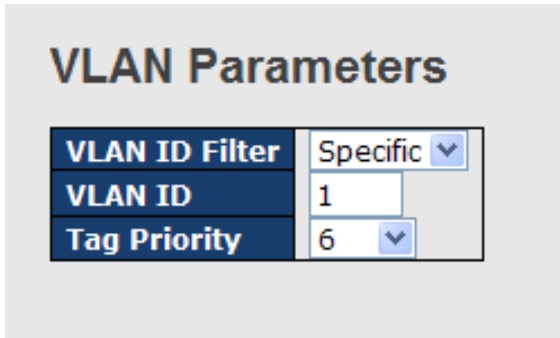 VLAN Parameters
VLAN ID Filter Specific
VLAN ID 1
Tag Priority 6